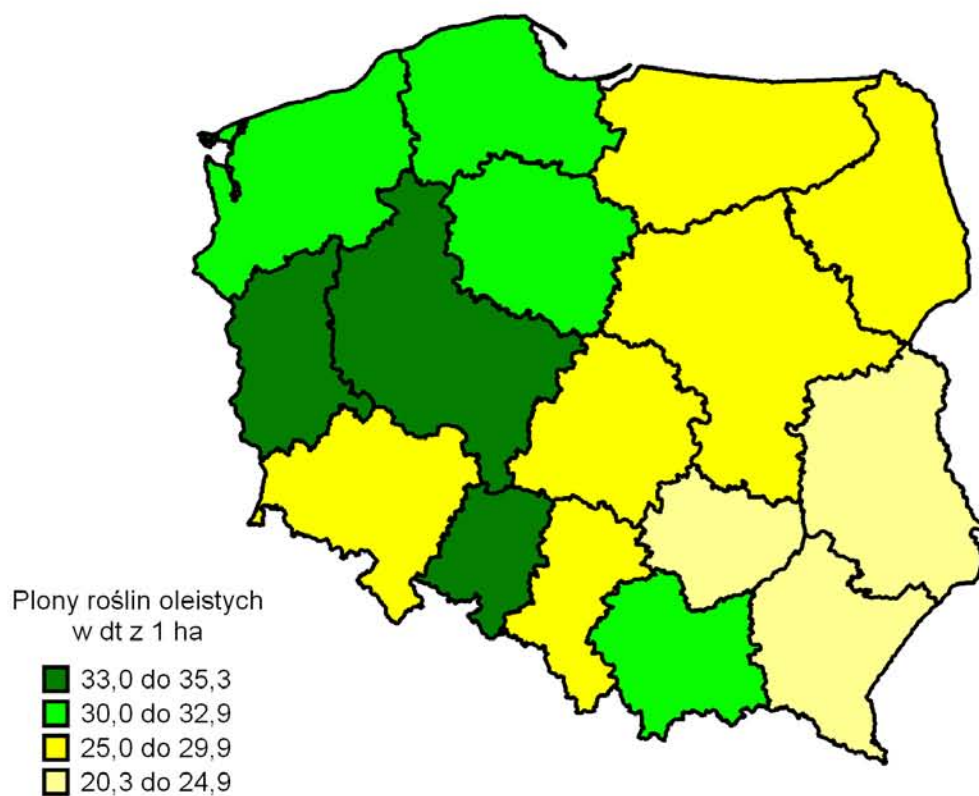 Plony roślin oleistych
w dt z 1 ha
33,0 do 35,3
30,0 do 32,9
25,0 do 29,9
20,3 do 24,9